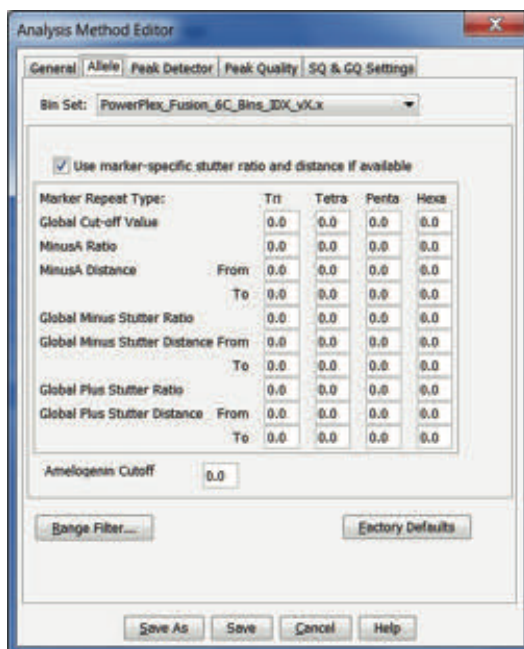 Analysis Method Editor
General Allele Peak Detector Peak Quality SQ & GQ Settings
Bin Set: PowerPlex_Fusion_6C_Bins_IDX_vX.x
Use marker-specific stutter ratio and distance if available
Marker Repeat Type: Tri Tetra Penta Hexa
Global Cut-off Value 0.0 0.0 0.0 0.0
MinusA Ratio 0.0 0.0 0.0 0.0
MinusA Distance From 0.0 0.0 0.0 0.0
To 0.0 0.0 0.0 0.0
Global Minus Stutter Ratio 0.0 0.0 0.0 0.0
Global Minus Stutter Distance From 0.0 0.0 0.0 0.0
To 0.0 0.0 0.0 0.0
Global Plus Stutter Ratio 0.0 0.0 0.0 0.0
Global Plus Stutter Distance From 0.0 0.0 0.0 0.0
To 0.0 0.0 0.0 0.0
Amelogenin Cutoff 0.0
Range Filter... Factory Defaults
Save As Save Cancel Help